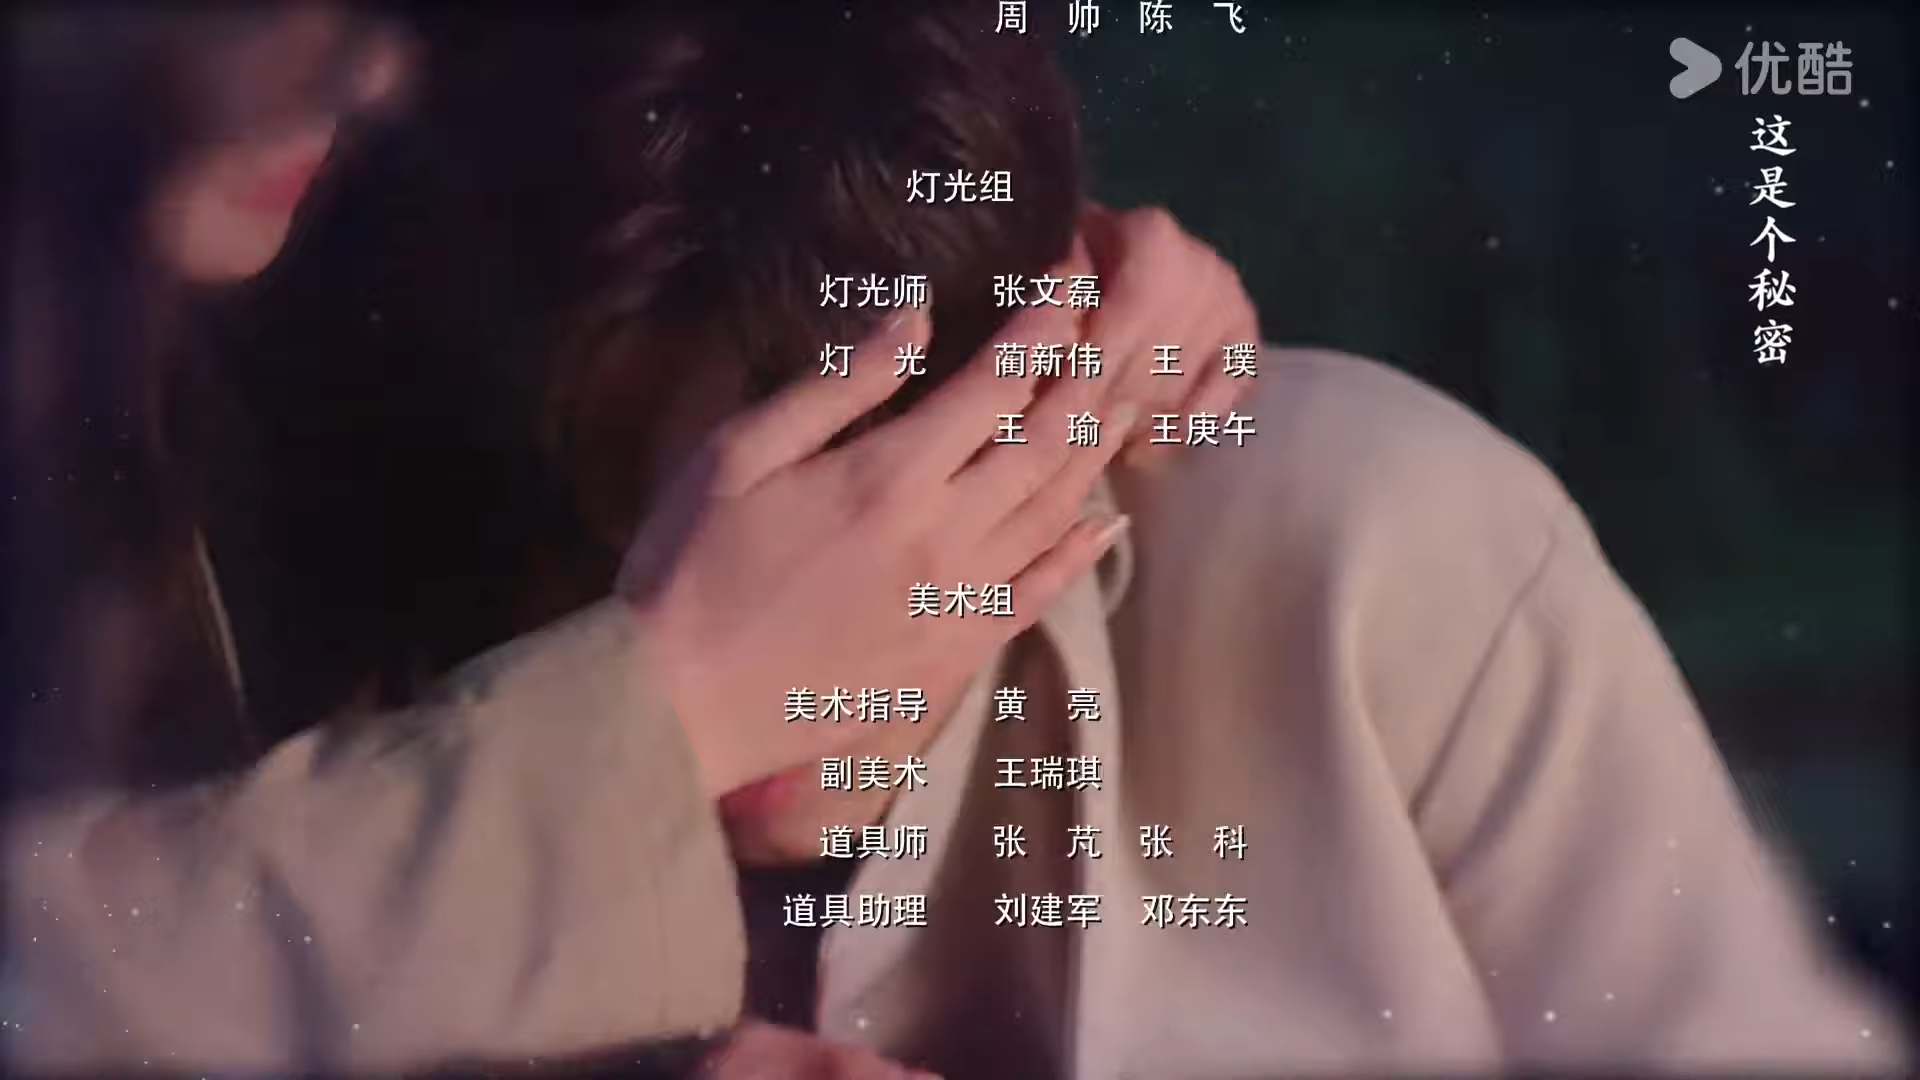 周 帅 陈 飞
优酷
这是个秘密
灯光组
灯光师 张文磊
灯 光 蔺新伟 王 璞
王 瑜 王庚午
美术组
美术指导 黄 亮
副美术 王瑞琪
道具师 张 芃 张 科
道具助理 刘建军 邓东东